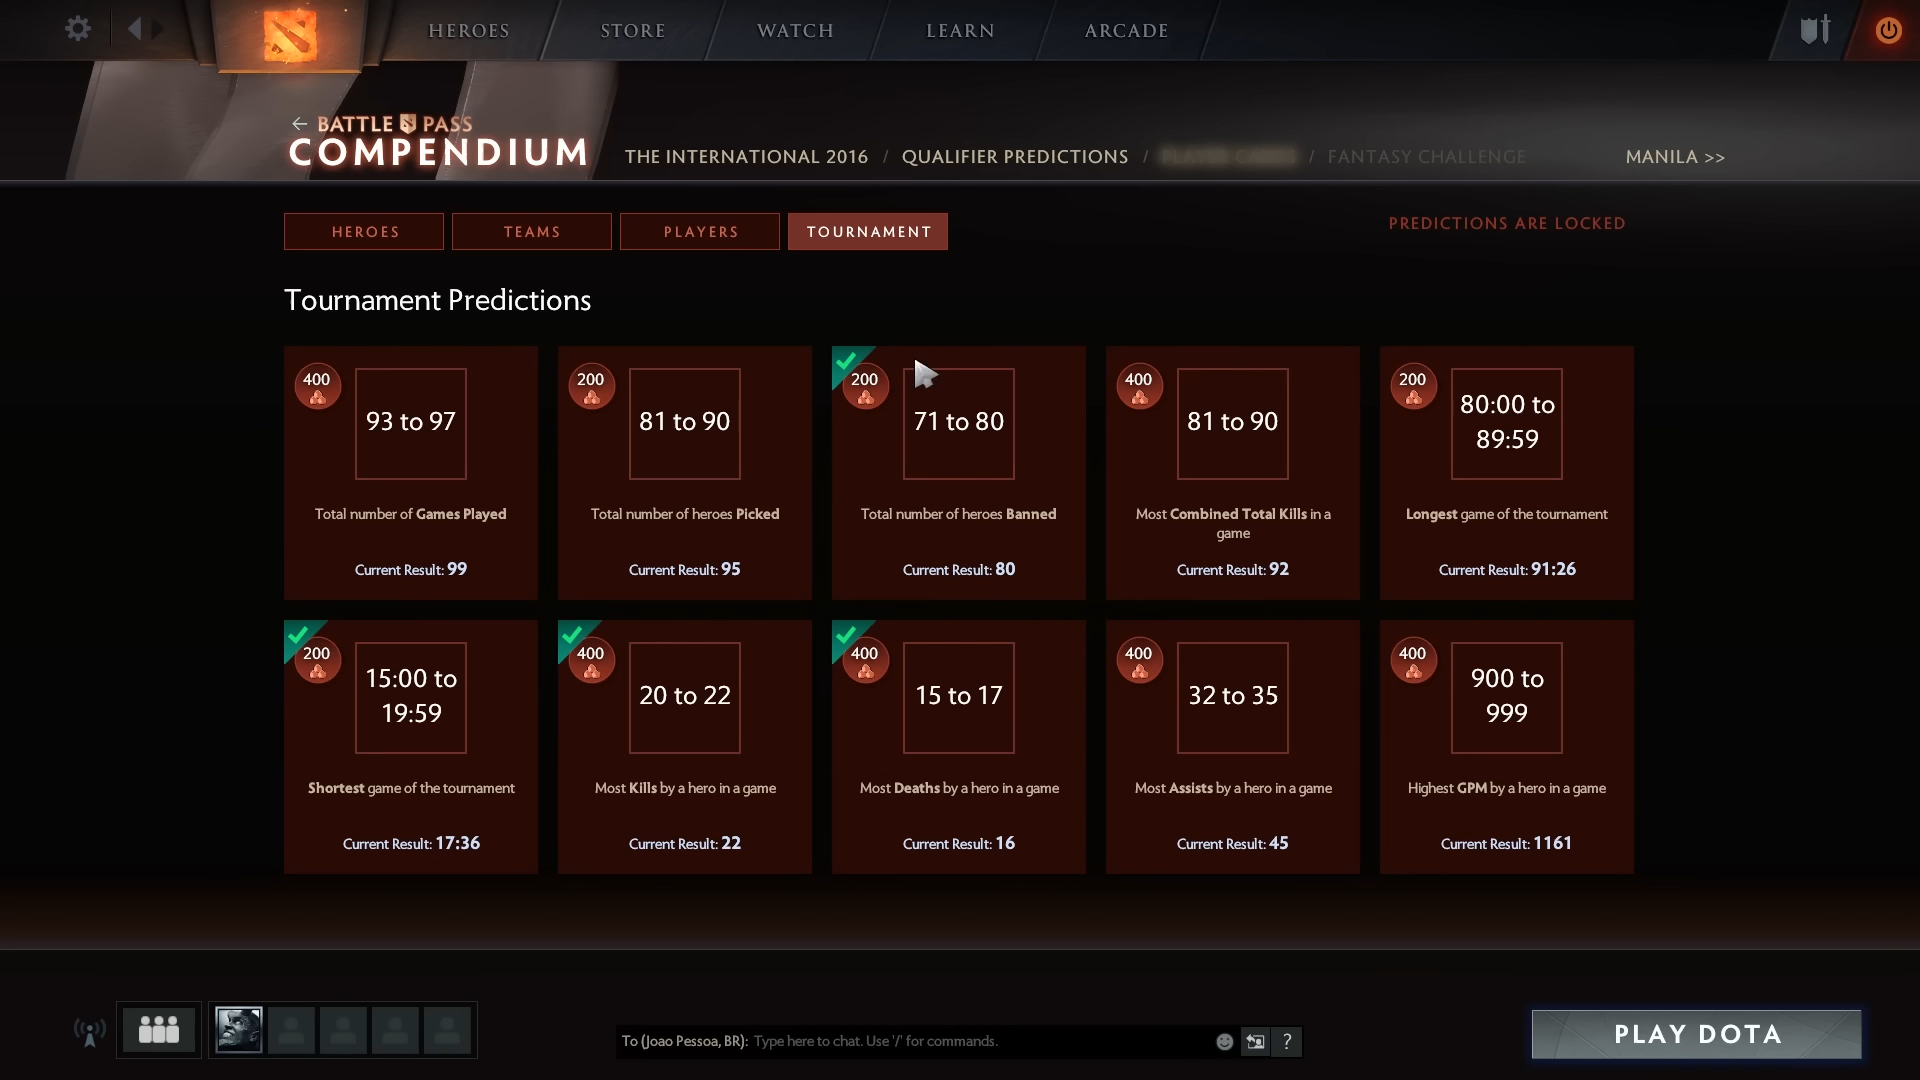 HEROES
STORE
WATCH
LEARN
ARCADE
BATTLE PASS
COMPENDIUM
THE INTERNATIONAL 2016 / QUALIFIER PREDICTIONS / / FANTASY CHALLENGE
MANILA >>
HEROES
TEAMS
PLAYERS
TOURNAMENT
PREDICTIONS ARE LOCKED
Tournament Predictions
400
93 to 97
Total number of Games Played
Current Result: 99
200
81 to 90
Total number of heroes Picked
Current Result: 95
200
71 to 80
Total number of heroes Banned
Current Result: 80
400
81 to 90
Most Combined Total Kills in a
game
Current Result: 92
200
80:00 to
89:59
Longest game of the tournament
Current Result: 91:26
200
15:00 to
19:59
Shortest game of the tournament
Current Result: 17:36
400
20 to 22
Most Kills by a hero in a game
Current Result: 22
400
15 to 17
Most Deaths by a hero in a game
Current Result: 16
400
32 to 35
Most Assists by a hero in a game
Current Result: 45
400
900 to
999
Highest GPM by a hero in a game
Current Result: 1161
To (Joao Pessoa, BR): Type here to chat. Use '/' for commands.
?
PLAY DOTA